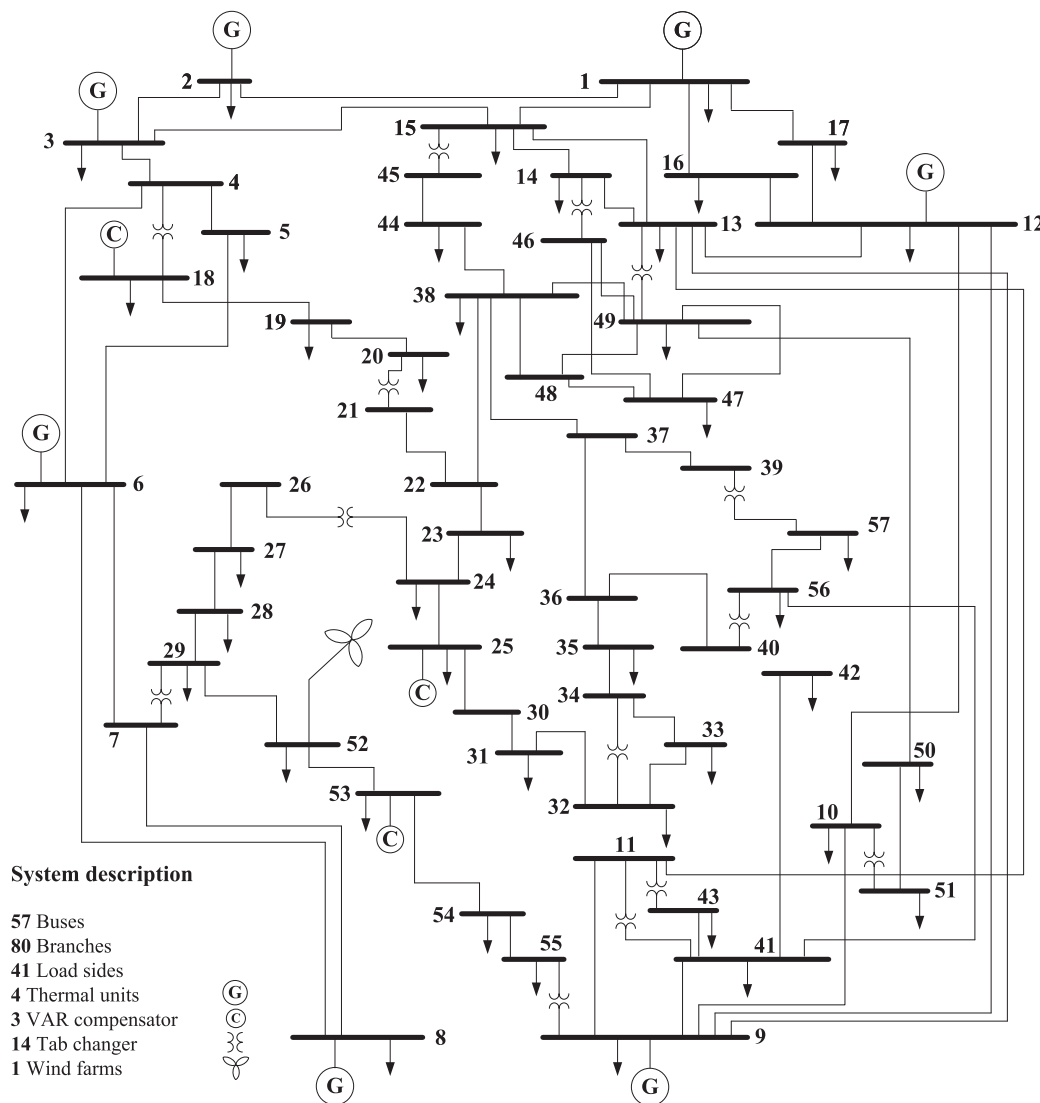 G
G
2
1
G
3
15
17
16
4
45
14
G
C
5
44
13
12
18
46
38
19
49
20
48
47
21
37
G
39
6
26
22
57
23
27
24
56
28
36
25
35
40
29
42
C
34
30
33
7
52
31
50
53
32
10
C
11
System description
51
43
57 Buses
54
80 Branches
55
41
41 Load sides
4 Thermal units
G
3 VAR compensator
C
14 Tab changer
8
9
1 Wind farms
G
G